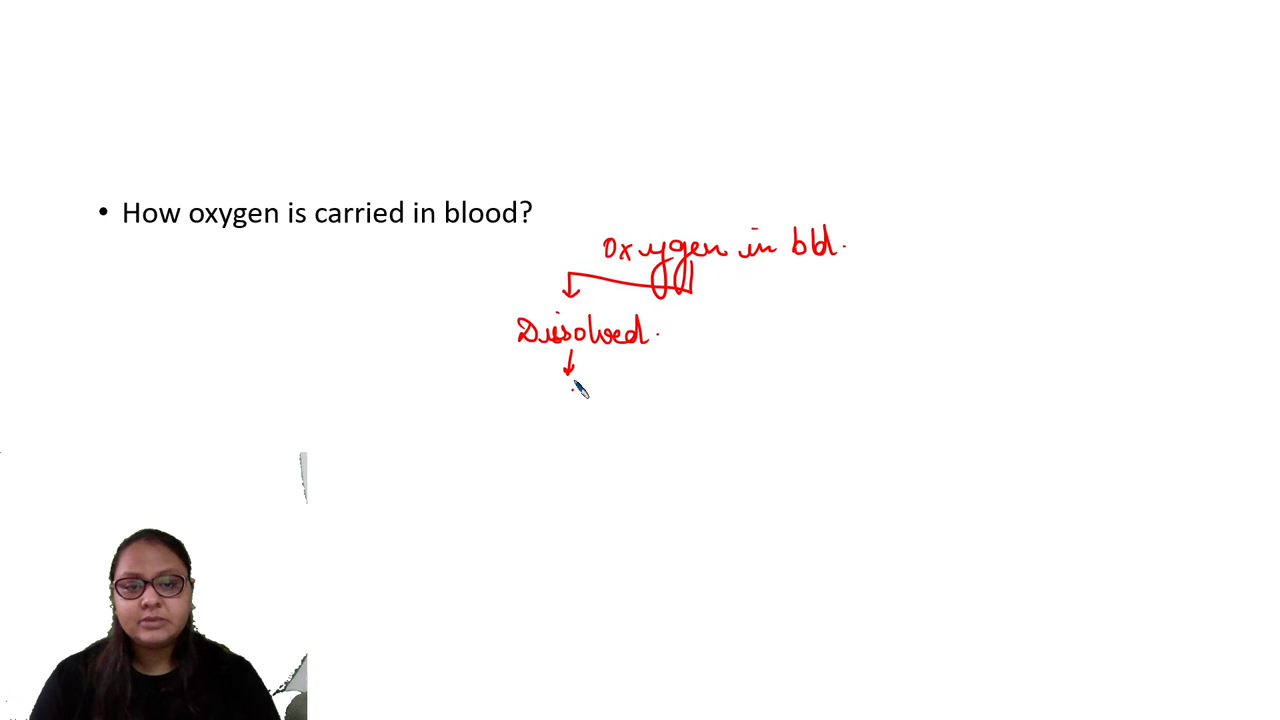 • How oxygen is carried in blood?
Oxygen in bld.
Dissolved.